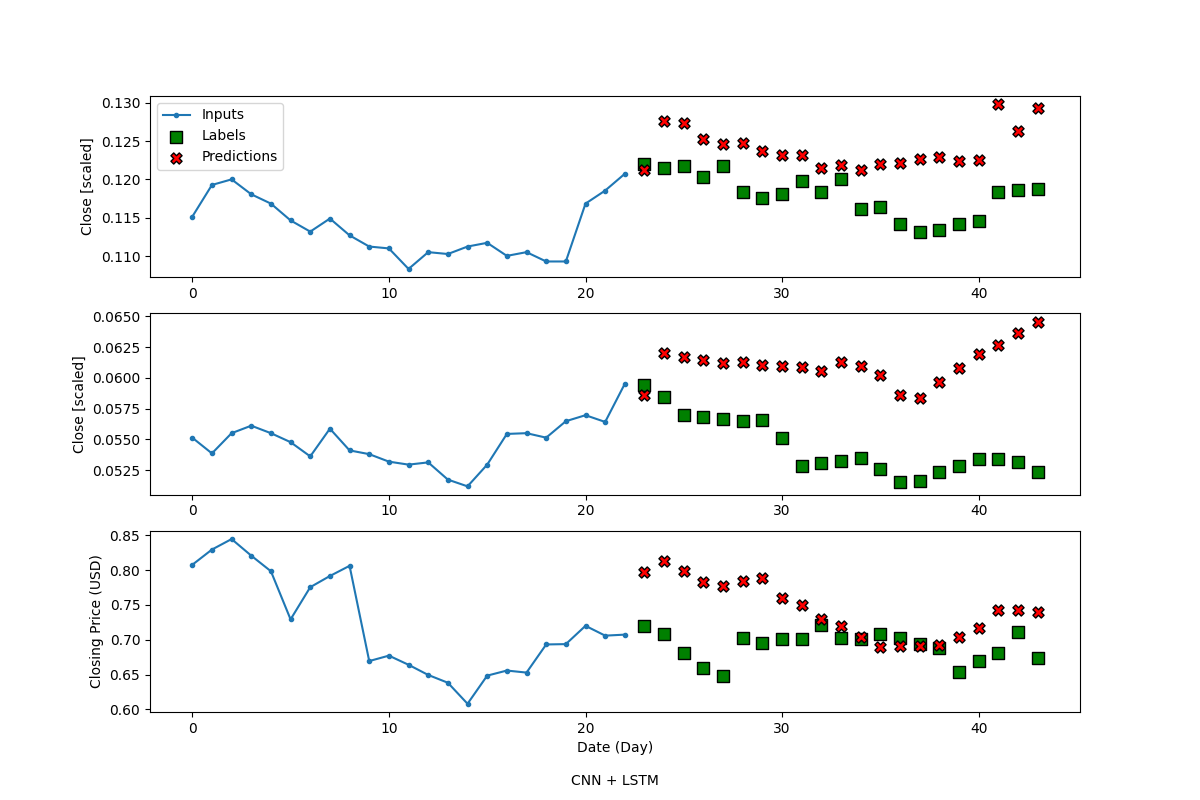 0.130
0.125
0.120
0.115
0.110
Close [scaled]
Inputs
Labels
Predictions
0 10 20 30 40
0.0650
0.0625
0.0600
0.0575
0.0550
0.0525
Close [scaled]
0 10 20 30 40
0.85
0.80
0.75
0.70
0.65
0.60
Closing Price (USD)
0 10 20 30 40
Date (Day)
CNN + LSTM